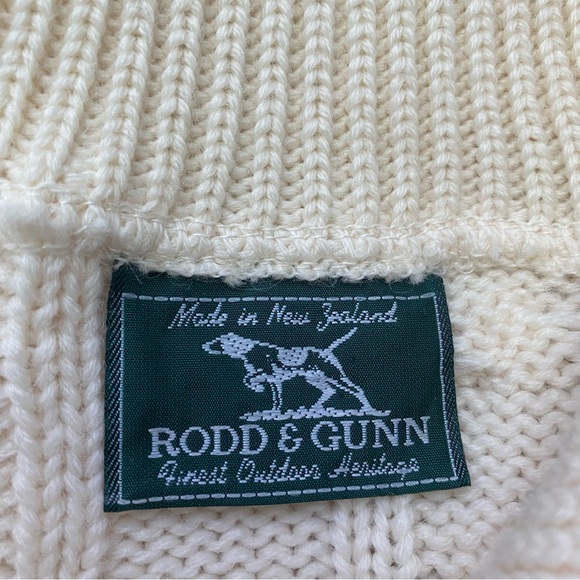 Made in New Zealand
RODD & GUNN
Finest Outdoor Heritage